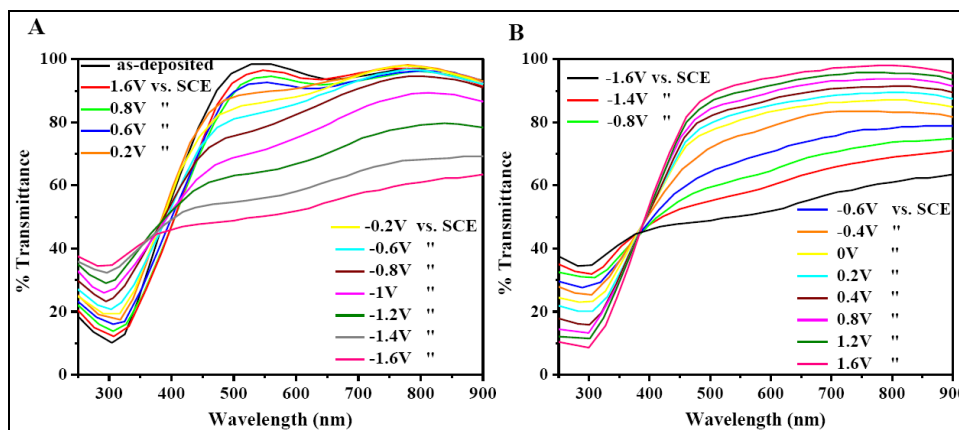 A
B
% Transmittance
100
80
60
40
20
0
as-deposited
1.6V vs. SCE
0.8V "
0.6V "
0.2V "
-0.2V vs. SCE
-0.6V "
-0.8V "
-1V "
-1.2V "
-1.4V "
-1.6V "
300 400 500 600 700 800 900
Wavelength (nm)
% Transmittance
100
80
60
40
20
0
-1.6V vs. SCE
-1.4V "
-0.8V "
-0.6V vs. SCE
-0.4V "
0V "
0.2V "
0.4V "
0.8V "
1.2V "
1.6V "
300 400 500 600 700 800 900
Wavelength (nm)